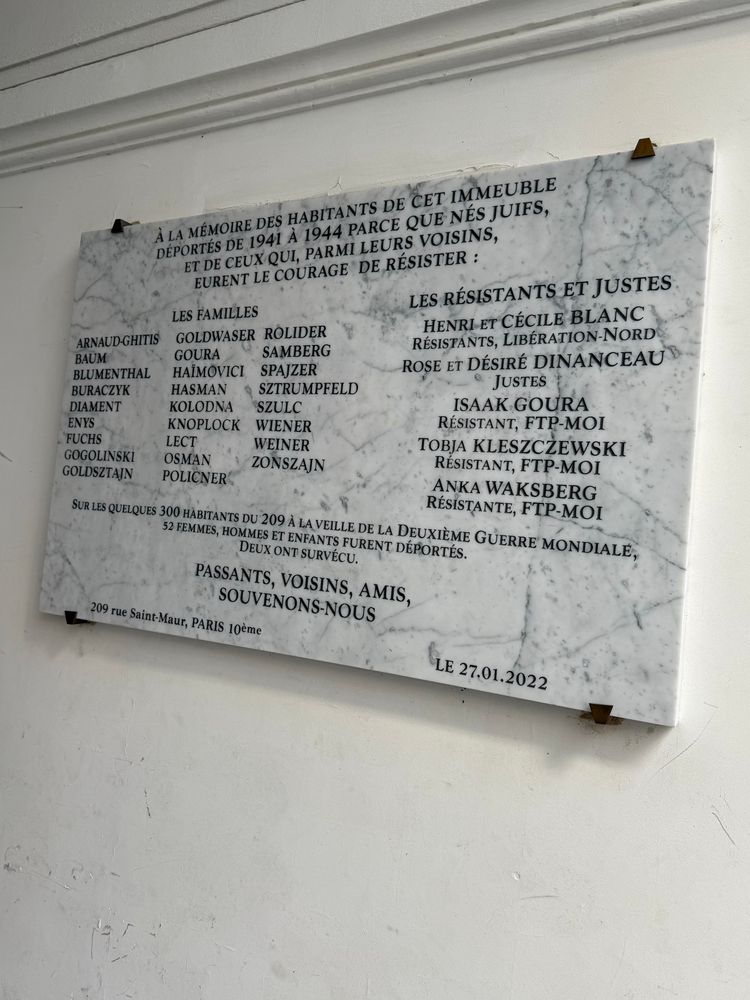 À LA MÉMOIRE DES HABITANTS DE CET IMMEUBLE
DÉPORTÉS DE 1941 À 1944 PARCE QUE NÉS JUIFS,
ET DE CEUX QUI, PARMI LEURS VOISINS,
EURENT LE COURAGE DE RÉSISTER :
LES FAMILLES
ARNAUD-GHITIS
BAUM
BLUMENTHAL
BURACZYK
DIAMENT
ENYS
FUCHS
GOGOLINSKI
GOLDSZTAJN
GOLDWASER
GOURA
HAÏMOVICI
HASMAN
KOLODNA
KNOPLOCK
LECT
OSMAN
POLICNER
ROLIDER
SAMBERG
SPAJZER
SZTRUMPFELD
SZULC
WIENER
WEINER
ZONSZAJN
LES RÉSISTANTS ET JUSTES
HENRI ET CÉCILE BLANC
RÉSISTANTS, LIBÉRATION-NORD
ROSE ET DÉSIRÉ DINANCEAU
JUSTES
ISAAK GOURA
RÉSISTANT, FTP-MOI
TOBJA KLESZCZEWSKI
RÉSISTANT, FTP-MOI
ANKA WAKSBERG
RÉSISTANTE, FTP-MOI
SUR LES QUELQUES 300 HABITANTS DU 209 À LA VEILLE DE LA DEUXIÈME GUERRE MONDIALE,
52 FEMMES, HOMMES ET ENFANTS FURENT DÉPORTÉS.
DEUX ONT SURVÉCU.
PASSANTS, VOISINS, AMIS,
SOUVENONS-NOUS
209 rue Saint-Maur, PARIS 10ème
LE 27.01.2022